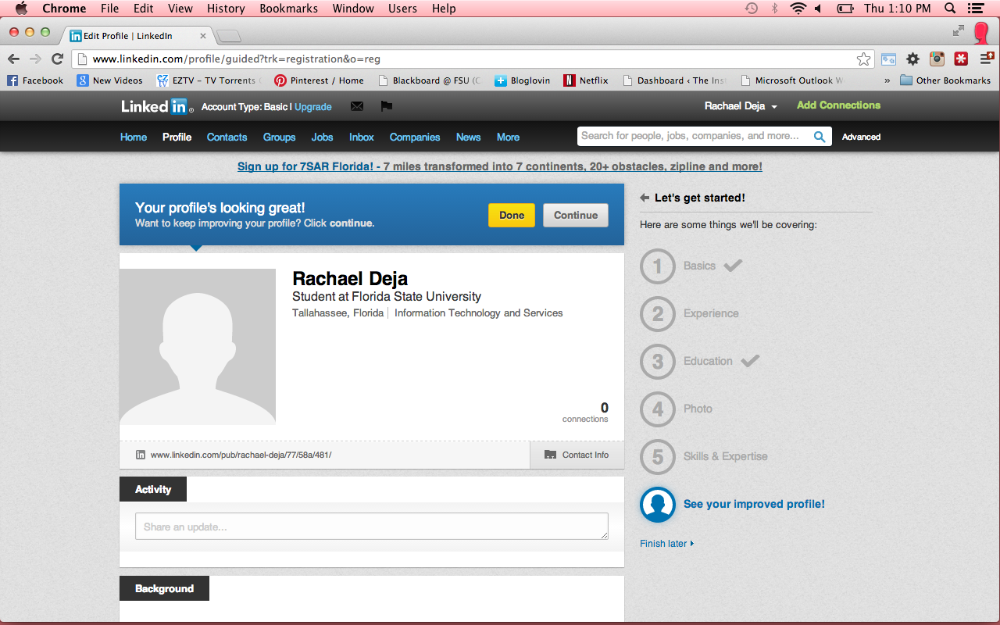 Chrome File Edit View History Bookmarks Window Users Help Thu 1:10 PM
in Edit Profile | LinkedIn ×
www.linkedin.com/profile/guided?trk=registration&o=reg
f Facebook 8 New Videos EZ TV EZTV - TV Torrents P Pinterest / Home Blackboard @ FSU (C + Bloglovin N Netflix Dashboard ‹ The Inst Microsoft Outlook W » Other Bookmarks
Linked in® Account Type: Basic | Upgrade Rachael Deja Add Connections
Home Profile Contacts Groups Jobs Inbox Companies News More Search for people, jobs, companies, and more... Advanced
Sign up for 7SAR Florida! - 7 miles transformed into 7 continents, 20+ obstacles, zipline and more!
Your profile's looking great!
Want to keep improving your profile? Click continue.
Done Continue
Rachael Deja
Student at Florida State University
Tallahassee, Florida | Information Technology and Services
0
connections
in www.linkedin.com/pub/rachael-deja/77/58a/481/ Contact Info
Activity
Share an update...
Background
Let's get started!
Here are some things we'll be covering:
1 Basics
2 Experience
3 Education
4 Photo
5 Skills & Expertise
See your improved profile!
Finish later